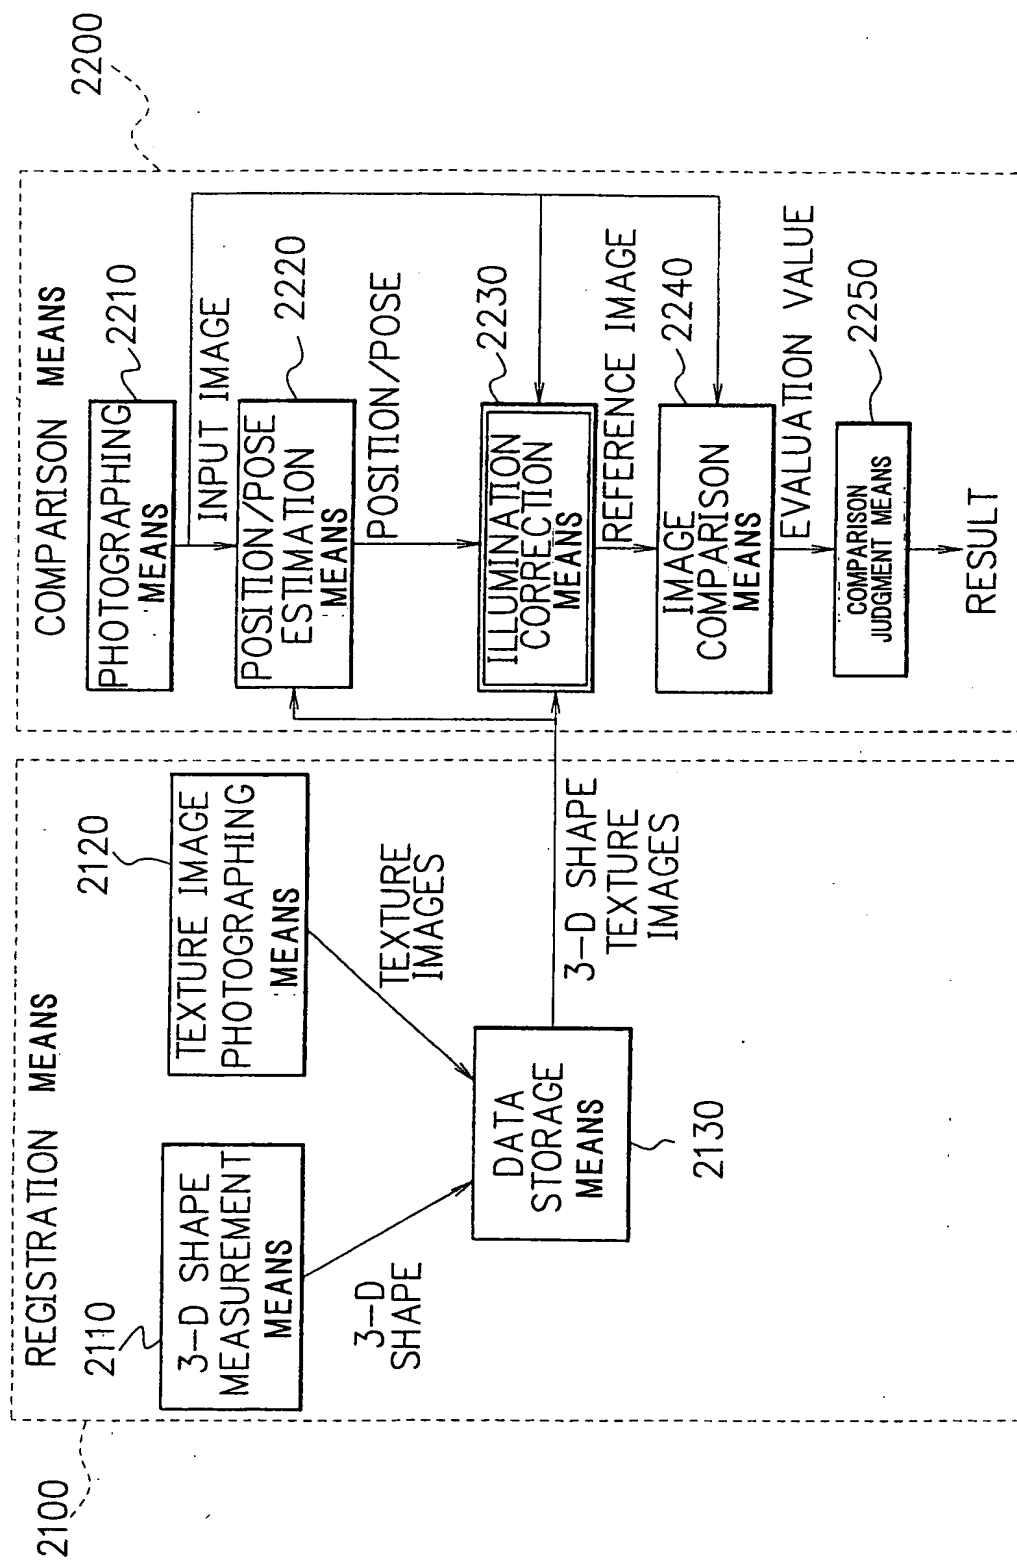 2100
REGISTRATION MEANS
2110
3-D SHAPE
MEASUREMENT
MEANS
2120
TEXTURE IMAGE
PHOTOGRAPHING
MEANS
3-D
SHAPE
TEXTURE
IMAGES
DATA
STORAGE
MEANS
2130
3-D SHAPE
TEXTURE
IMAGES
2200
COMPARISON MEANS
PHOTOGRAPHING
MEANS
2210
INPUT IMAGE
POSITION/POSE
ESTIMATION
MEANS
2220
POSITION/POSE
ILLUMINATION
CORRECTION
MEANS
2230
REFERENCE IMAGE
IMAGE
COMPARISON
MEANS
2240
EVALUATION VALUE
COMPARISON
JUDGMENT MEANS
2250
RESULT